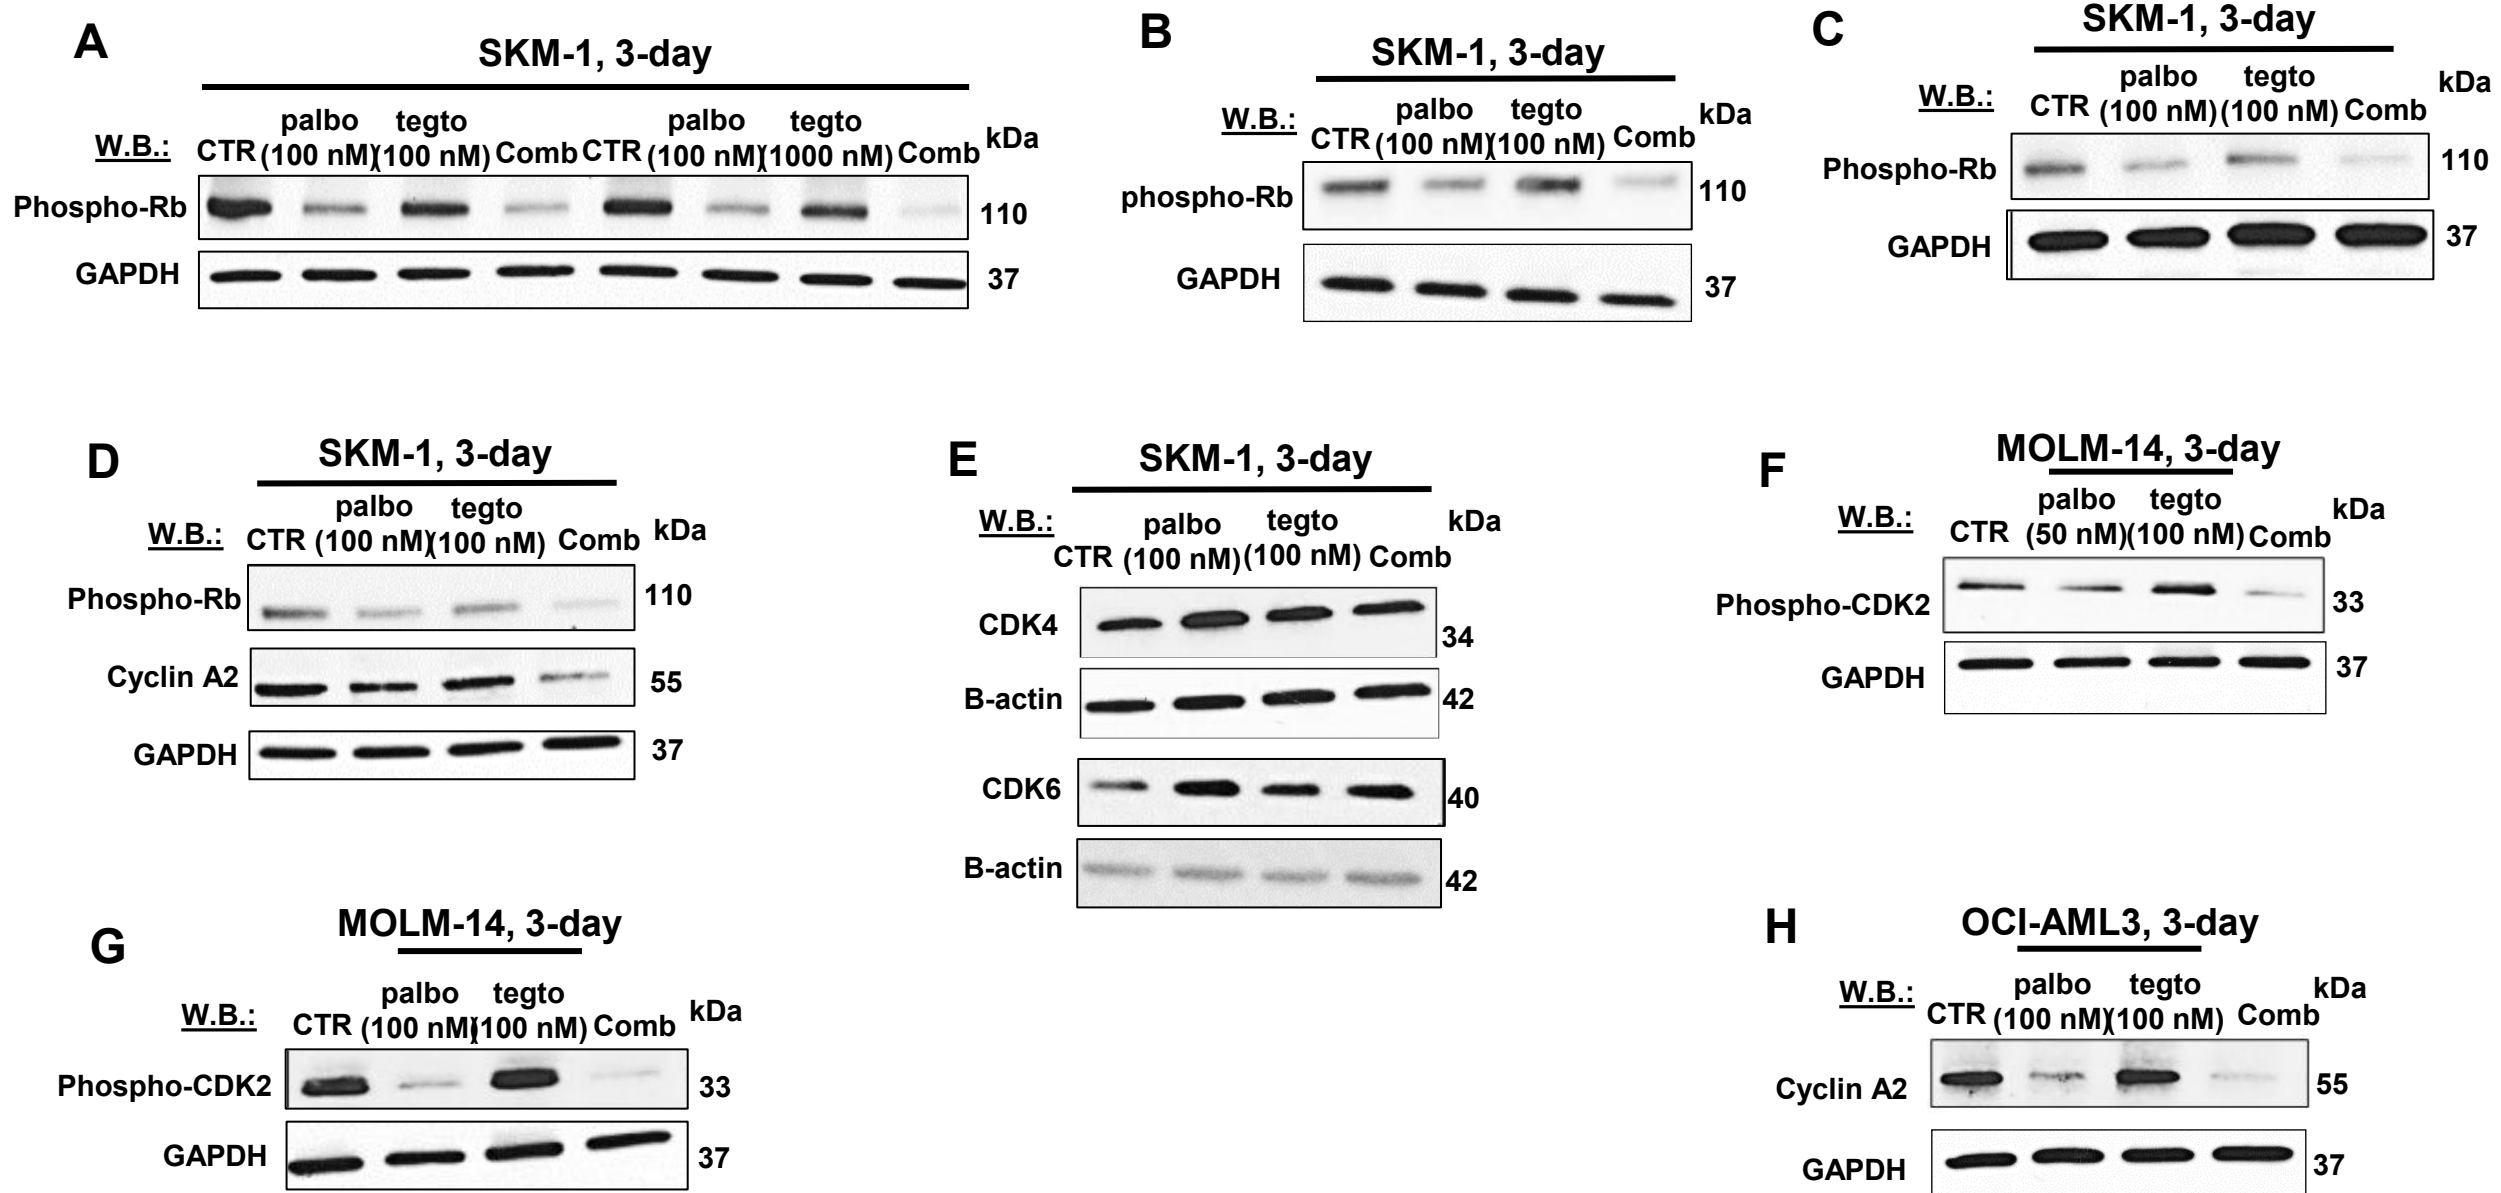 A
SKM-1, 3-day
W.B.:
palbo tegto palbo tegto
CTR (100 nM) (100 nM) Comb CTR (100 nM) (1000 nM) Comb kDa
Phospho-Rb 110
GAPDH 37
B
SKM-1, 3-day
W.B.:
palbo tegto
CTR (100 nM) (100 nM) Comb kDa
phospho-Rb 110
GAPDH 37
C
SKM-1, 3-day
W.B.:
palbo tegto
CTR (100 nM) (100 nM) Comb kDa
Phospho-Rb 110
GAPDH 37
D
SKM-1, 3-day
W.B.:
palbo tegto
CTR (100 nM) (100 nM) Comb kDa
Phospho-Rb 110
Cyclin A2 55
GAPDH 37
E
SKM-1, 3-day
W.B.:
palbo tegto kDa
CTR (100 nM) (100 nM) Comb
CDK4 34
B-actin 42
CDK6 40
B-actin 42
F
MOLM-14, 3-day
W.B.:
palbo tegto kDa
CTR (50 nM) (100 nM) Comb
Phospho-CDK2 33
GAPDH 37
G
MOLM-14, 3-day
W.B.:
palbo tegto kDa
CTR (100 nM) (100 nM) Comb
Phospho-CDK2 33
GAPDH 37
H
OCI-AML3, 3-day
W.B.:
palbo tegto kDa
CTR (100 nM) (100 nM) Comb
Cyclin A2 55
GAPDH 37